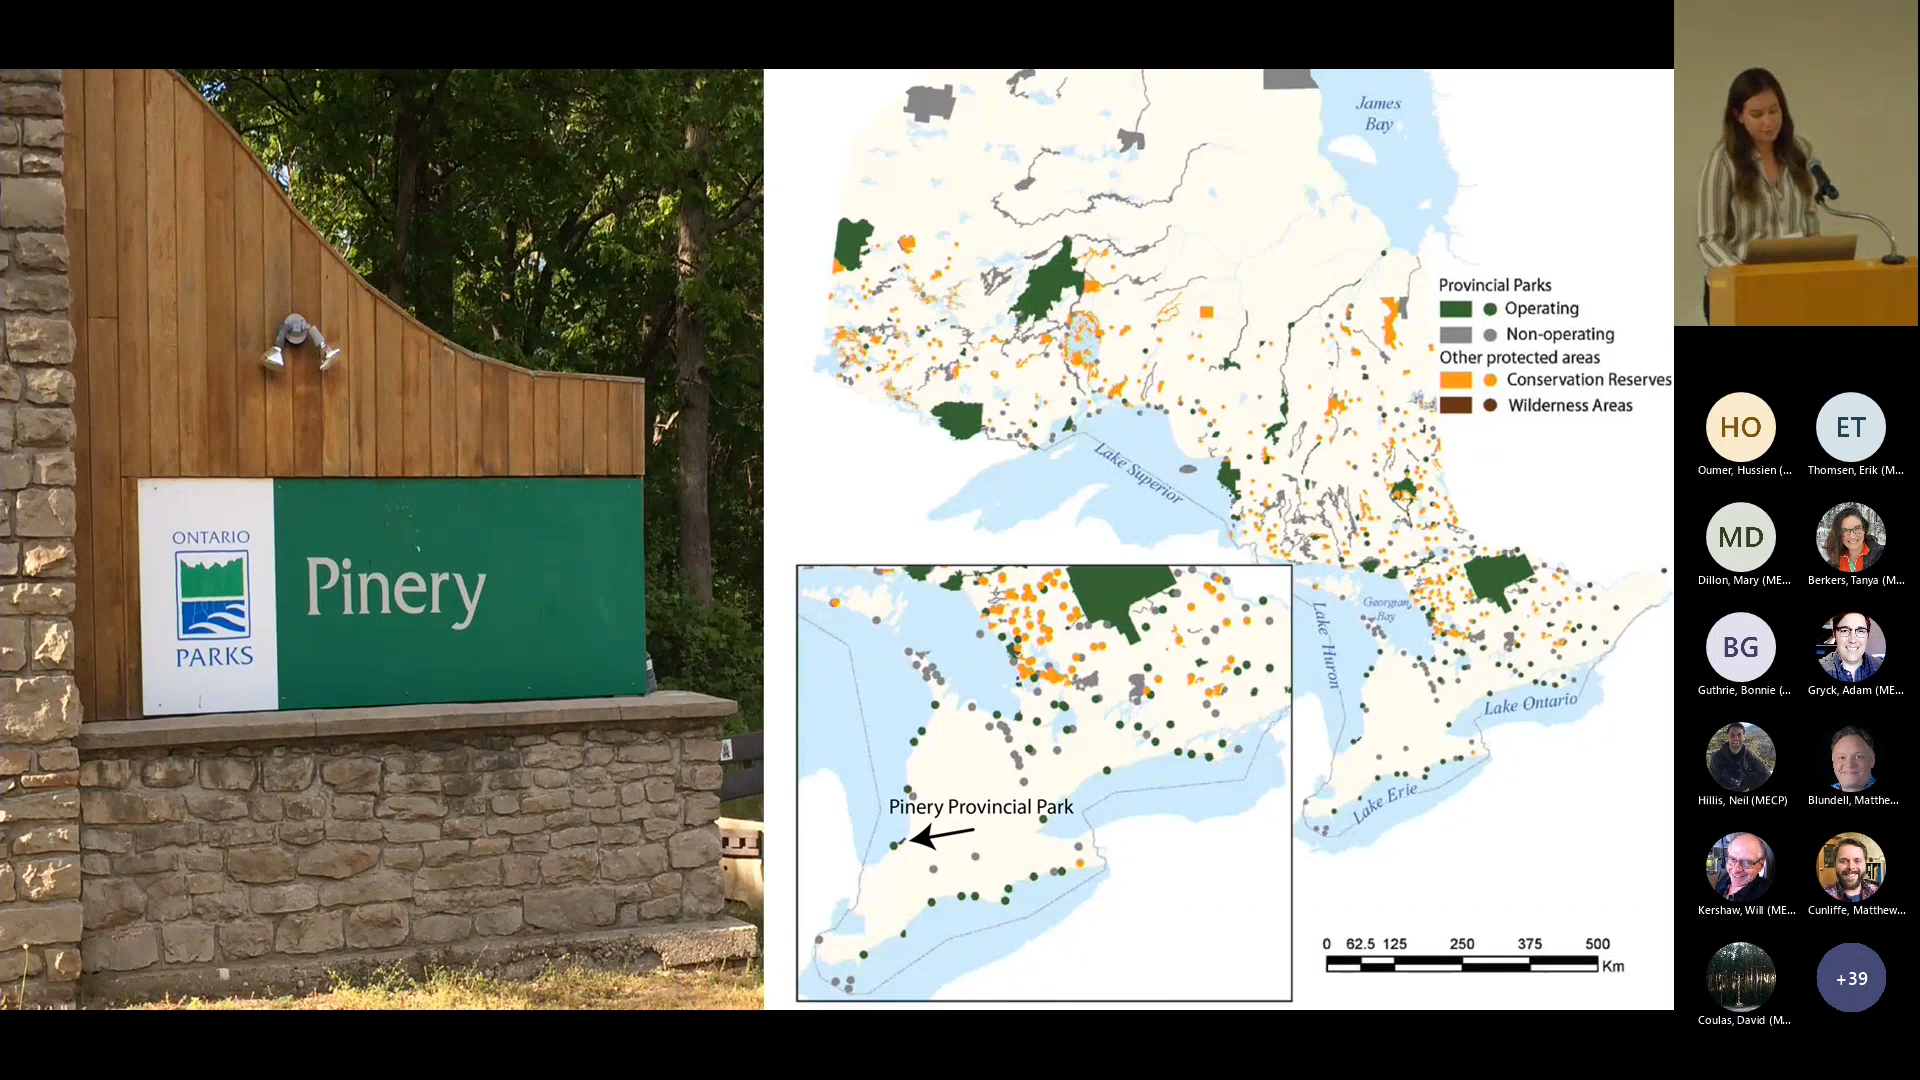 ONTARIO
PARKS
Pinery
James
Bay
Provincial Parks
Operating
Non-operating
Other protected areas
Conservation Reserves
Wilderness Areas
Lake Superior
Georgian
Bay
Lake Huron
Lake Ontario
Lake Erie
Pinery Provincial Park
0 62.5 125 250 375 500
Km
HO
Oumer, Hussien (...
ET
Thomsen, Erik (M...
MD
Dillon, Mary (ME...
Berkers, Tanya (M...
BG
Guthrie, Bonnie (...
Gryck, Adam (ME...
Hillis, Neil (MECP)
Blundell, Matthe...
Kershaw, Will (ME...
Cunliffe, Matthew...
Coulas, David (M...
+39